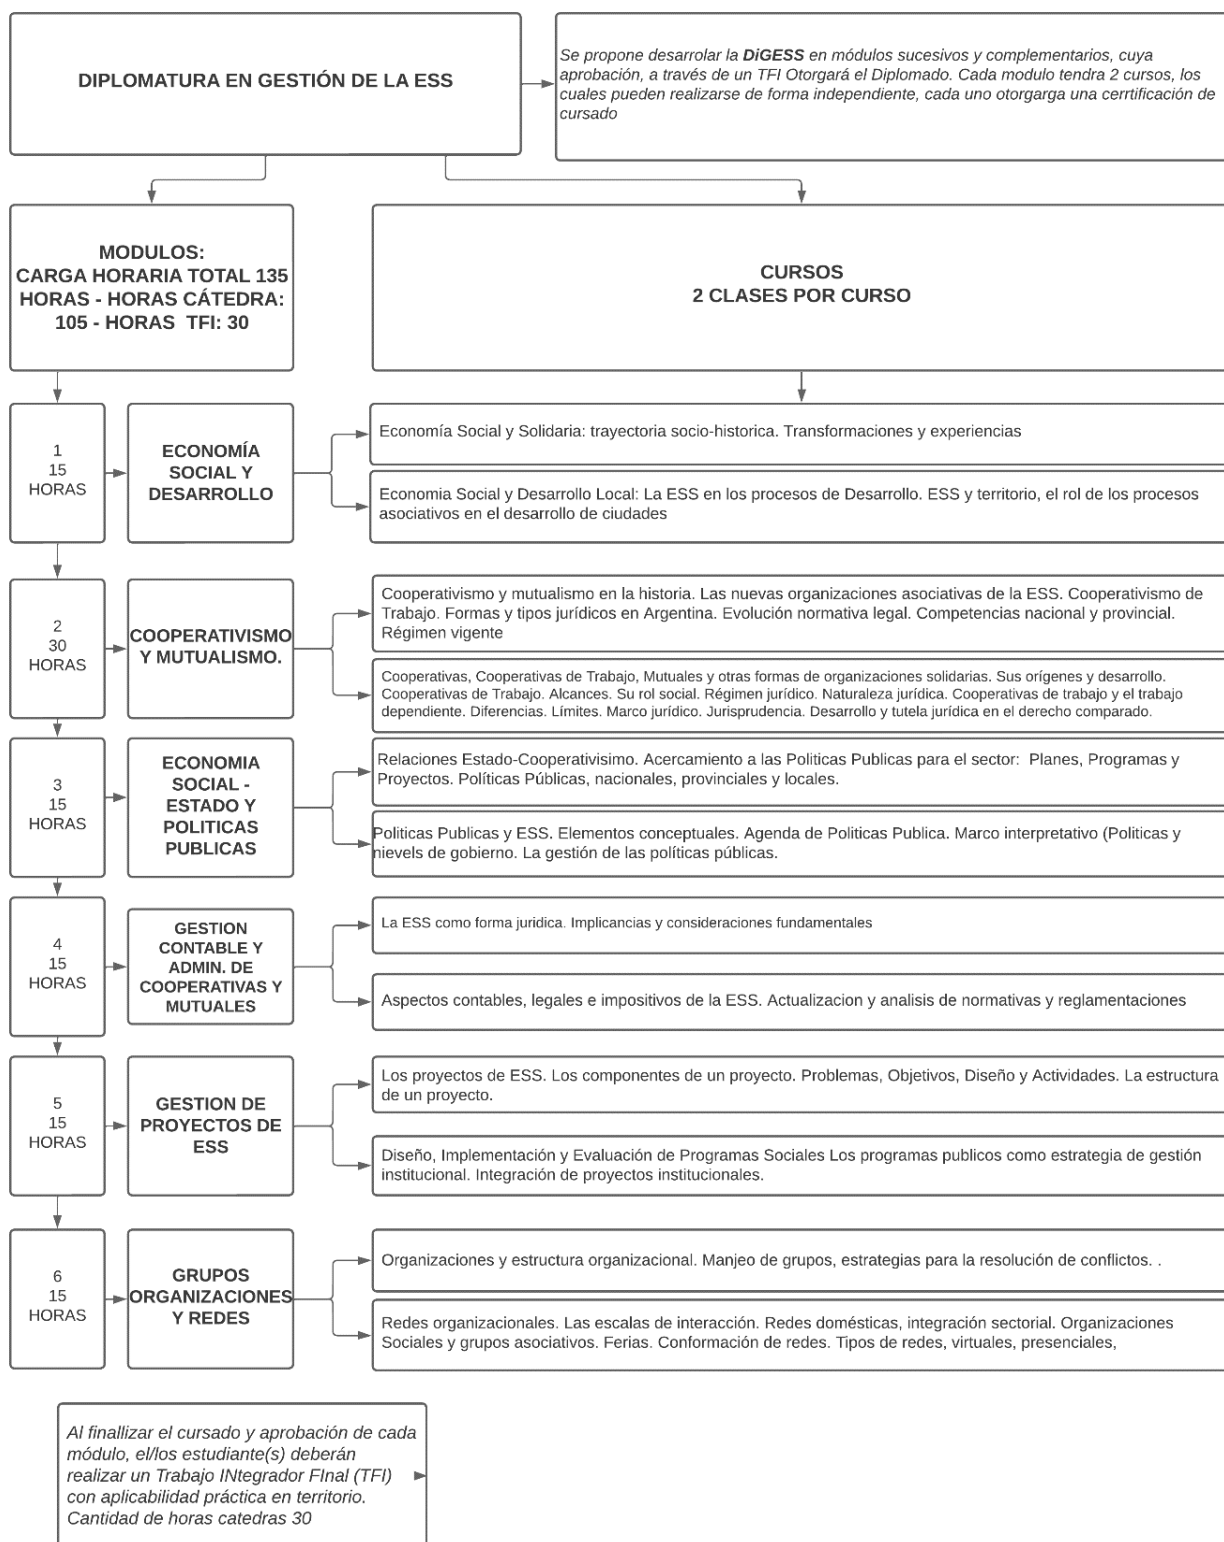 DIPLOMATURA EN GESTIÓN DE LA ESS
Se propone desarrolar la DiGESS en módulos sucesivos y complementarios, cuya
aprobación, a través de un TFI Otorgará el Diplomado. Cada modulo tendra 2 cursos, los
cuales pueden realizarse de forma independiente, cada uno otorgarga una cerrtificación de
cursado
MODULOS:
CARGA HORARIA TOTAL 135
HORAS - HORAS CÁTEDRA:
105 - HORAS TFI: 30
CURSOS
2 CLASES POR CURSO
1
15
HORAS
ECONOMÍA
SOCIAL Y
DESARROLLO
Economía Social y Solidaria: trayectoria socio-historica. Transformaciones y experiencias
Economia Social y Desarrollo Local: La ESS en los procesos de Desarrollo. ESS y territorio, el rol de los procesos
asociativos en el desarrollo de ciudades
2
30
HORAS
COOPERATIVISMO
Y MUTUALISMO.
Cooperativismo y mutualismo en la historia. Las nuevas organizaciones asociativas de la ESS. Cooperativismo de
Trabajo. Formas y tipos jurídicos en Argentina. Evolución normativa legal. Competencias nacional y provincial.
Régimen vigente
Cooperativas, Cooperativas de Trabajo, Mutuales y otras formas de organizaciones solidarias. Sus orígenes y desarrollo.
Cooperativas de Trabajo. Alcances. Su rol social. Régimen jurídico. Naturaleza jurídica. Cooperativas de trabajo y el trabajo
dependiente. Diferencias. Límites. Marco jurídico. Jurisprudencia. Desarrollo y tutela jurídica en el derecho comparado.
3
15
HORAS
ECONOMIA
SOCIAL -
ESTADO Y
POLITICAS
PUBLICAS
Relaciones Estado-Cooperativisimo. Acercamiento a las Politicas Publicas para el sector: Planes, Programas y
Proyectos. Políticas Públicas, nacionales, provinciales y locales.
Politicas Publicas y ESS. Elementos conceptuales. Agenda de Politicas Publica. Marco interpretativo (Politicas y
nievels de gobierno. La gestión de las políticas públicas.
4
15
HORAS
GESTION
CONTABLE Y
ADMIN. DE
COOPERATIVAS Y
MUTUALES
La ESS como forma juridica. Implicancias y consideraciones fundamentales
Aspectos contables, legales e impositivos de la ESS. Actualizacion y analisis de normativas y reglamentaciones
5
15
HORAS
GESTION DE
PROYECTOS DE
ESS
Los proyectos de ESS. Los componentes de un proyecto. Problemas, Objetivos, Diseño y Actividades. La estructura
de un proyecto.
Diseño, Implementación y Evaluación de Programas Sociales Los programas publicos como estrategia de gestión
institucional. Integración de proyectos institucionales.
6
15
HORAS
GRUPOS
ORGANIZACIONES
Y REDES
Organizaciones y estructura organizacional. Manjeo de grupos, estrategias para la resolución de conflictos. .
Redes organizacionales. Las escalas de interacción. Redes domésticas, integración sectorial. Organizaciones
Sociales y grupos asociativos. Ferias. Conformación de redes. Tipos de redes, virtuales, presenciales,
Al finallizar el cursado y aprobación de cada
módulo, el/los estudiante(s) deberán
realizar un Trabajo INtegrador FInal (TFI)
con aplicabilidad práctica en territorio.
Cantidad de horas catedras 30